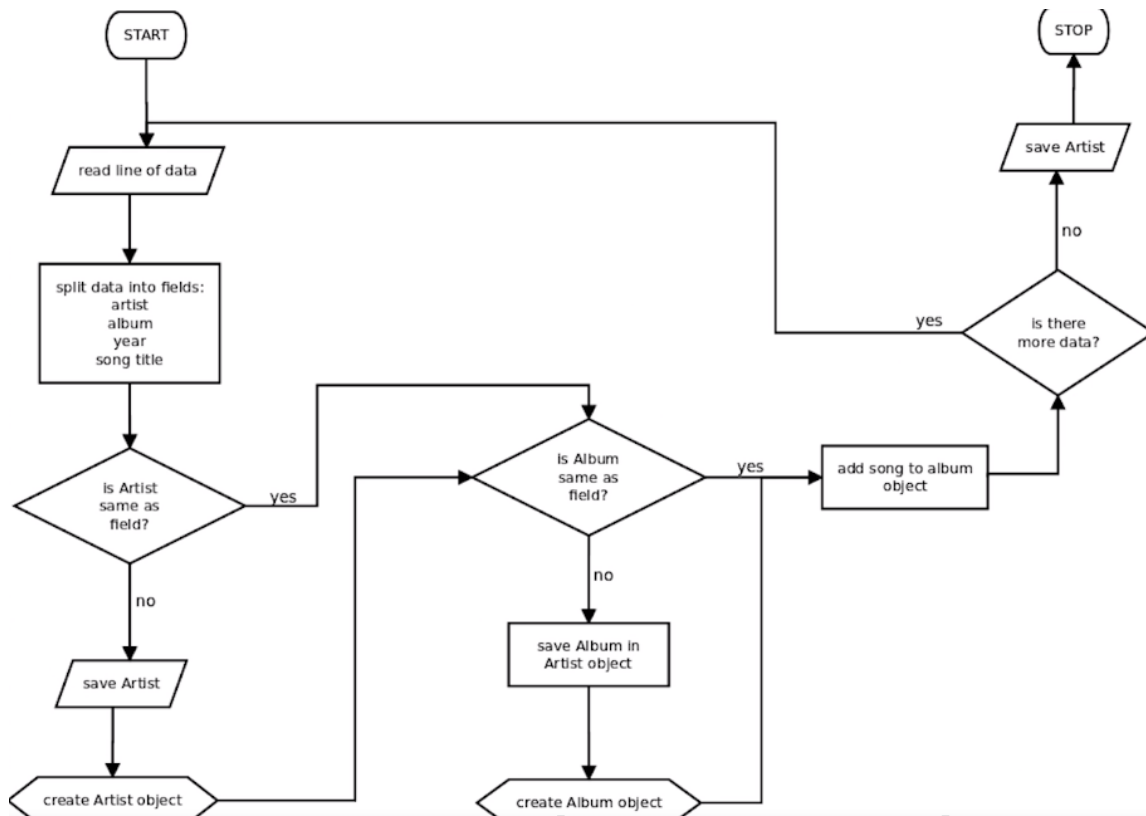 START
read line of data
split data into fields:
artist
album
year
song title
is Artist
same as
field?
yes
no
save Artist
create Artist object
is Album
same as
field?
yes
no
save Album in
Artist object
create Album object
add song to album
object
is there
more data?
yes
no
save Artist
STOP